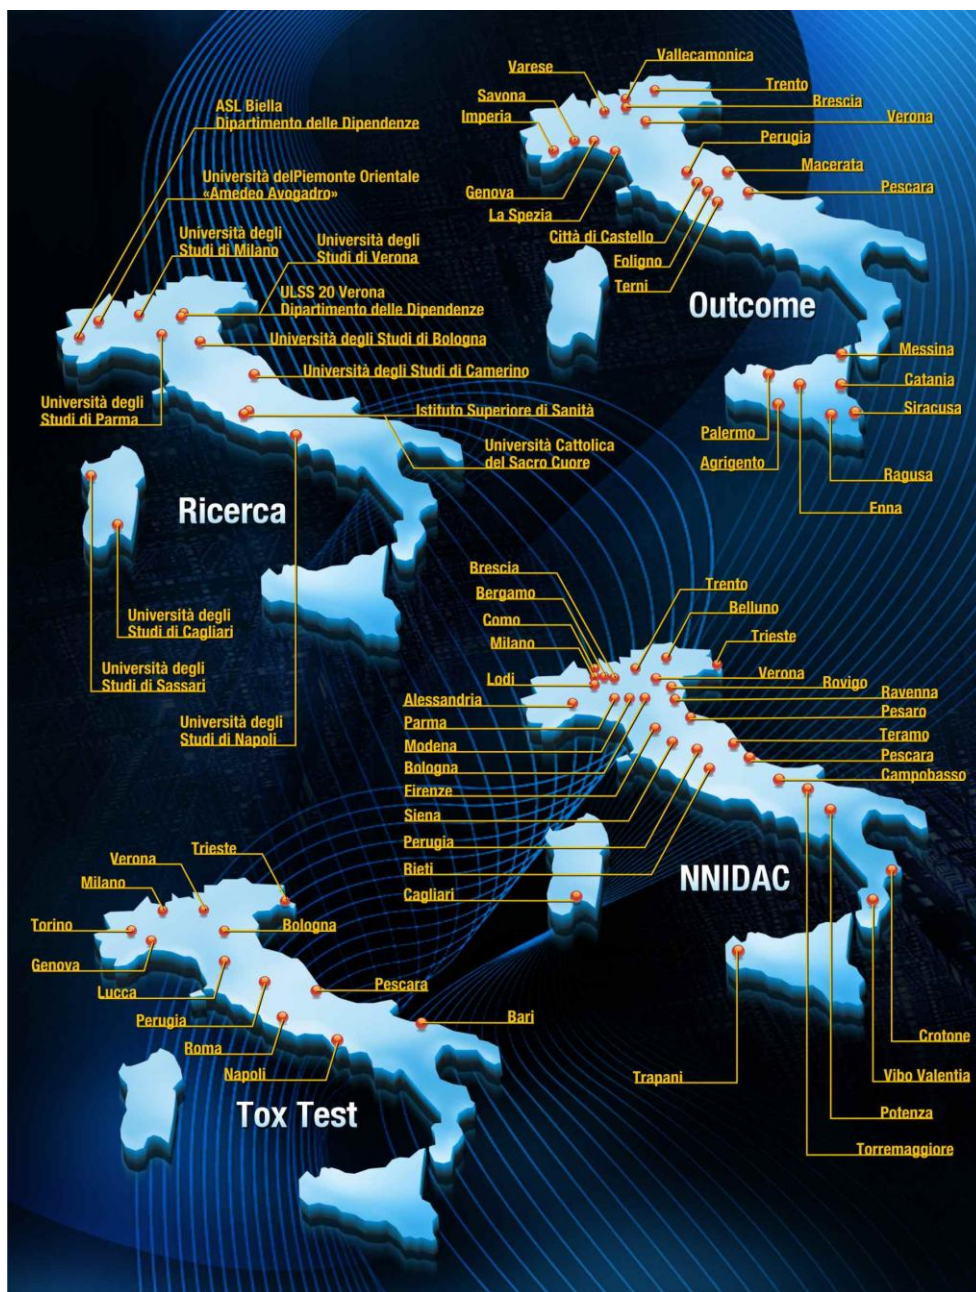 ASL Biella
Dipartimento delle Dipendenze
Università delPiemonte Orientale
«Amedeo Avogadro»
Università degli
Studi di Milano
Università degli
Studi di Verona
ULSS 20 Verona
Dipartimento delle Dipendenze
Università degli Studi di Bologna
Università degli Studi di Camerino
Università degli
Studi di Parma
Istituto Superiore di Sanità
Università Cattolica
del Sacro Cuore
Ricerca
Università degli
Studi di Cagliari
Università degli
Studi di Sassari
Università degli
Studi di Napoli
Vallecamonica
Varese
Trento
Savona
Brescia
Imperia
Verona
Perugia
Macerata
Genova
Pescara
La Spezia
Città di Castello
Foligno
Terni
Outcome
Messina
Catania
Siracusa
Palermo
Agrigento
Ragusa
Enna
Brescia
Bergamo
Como
Milano
Lodi
Alessandria
Parma
Modena
Bologna
Firenze
Siena
Perugia
Rieti
Cagliari
Trento
Belluno
Trieste
Verona
Rovigo
Ravenna
Pesaro
Teramo
Pescara
Campobasso
NNIDAC
Crotone
Trapani
Vibo Valentia
Potenza
Torremaggiore
Trieste
Verona
Milano
Torino
Bologna
Genova
Lucca
Pescara
Perugia
Bari
Roma
Napoli
Tox Test